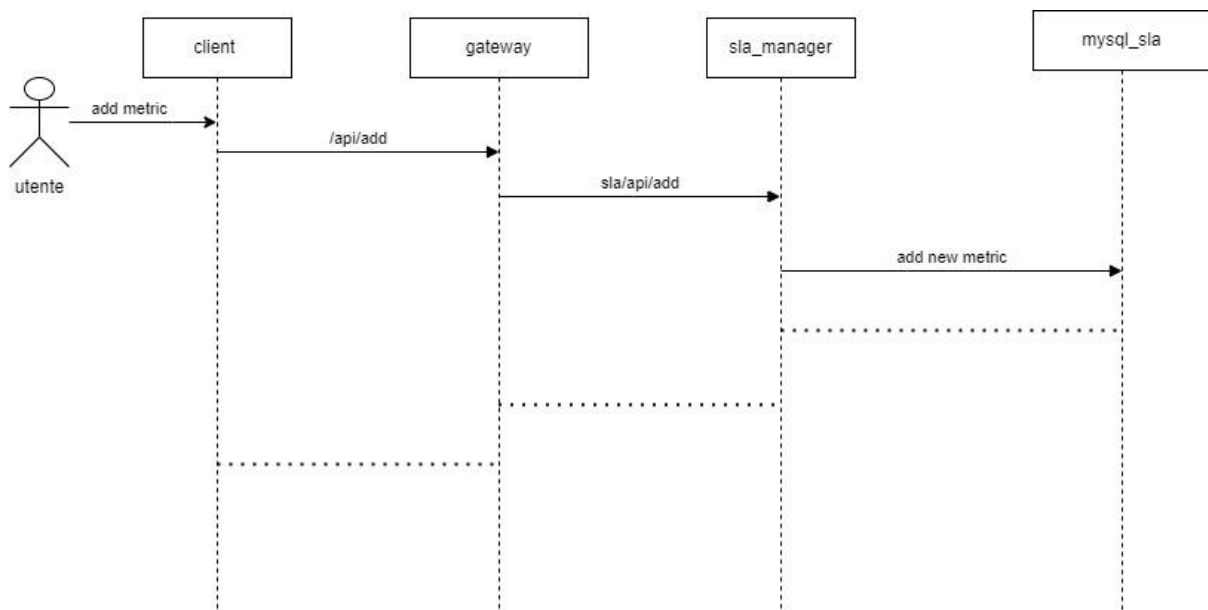 client
gateway
sla_manager
mysql_sla
add metric
/api/add
utente
sla/api/add
add new metric